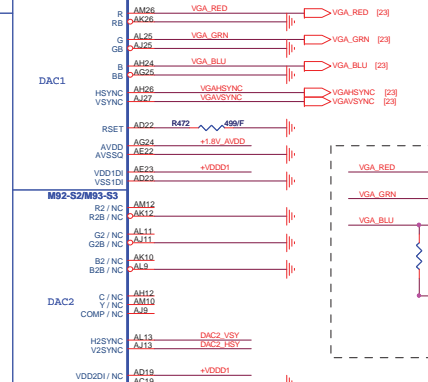 R AM26 VGA_RED VGA_RED [23]
RB AK26
G AL25 VGA_GRN VGA_GRN [23]
GB AJ25
B AH24 VGA_BLU VGA_BLU [23]
BB AG25
DAC1
HSYNC AH26 VGAHSYNC VGAHSYNC [23]
VSYNC AJ27 VGAVSYNC VGAVSYNC [23]
RSET AD22 R472 499/F
AVDD AG24 +1.8V_AVDD
AVSSQ AE22
VDD1DI AE23 +VDDD1
VSS1DI AD23
VGA_RED
M92-S2/M93-S3
VGA_GRN
R2 / NC AM12
R2B / NC AK12
VGA_BLU
G2 / NC AL11
G2B / NC AJ11
B2 / NC AK10
B2B / NC AL9
DAC2
C / NC AH12
Y / NC AM10
COMP / NC AJ9
H2SYNC AL13 DAC2_VSY
V2SYNC AJ13 DAC2_HSY
VDD2DI / NC AD19 +VDDD1
AC19